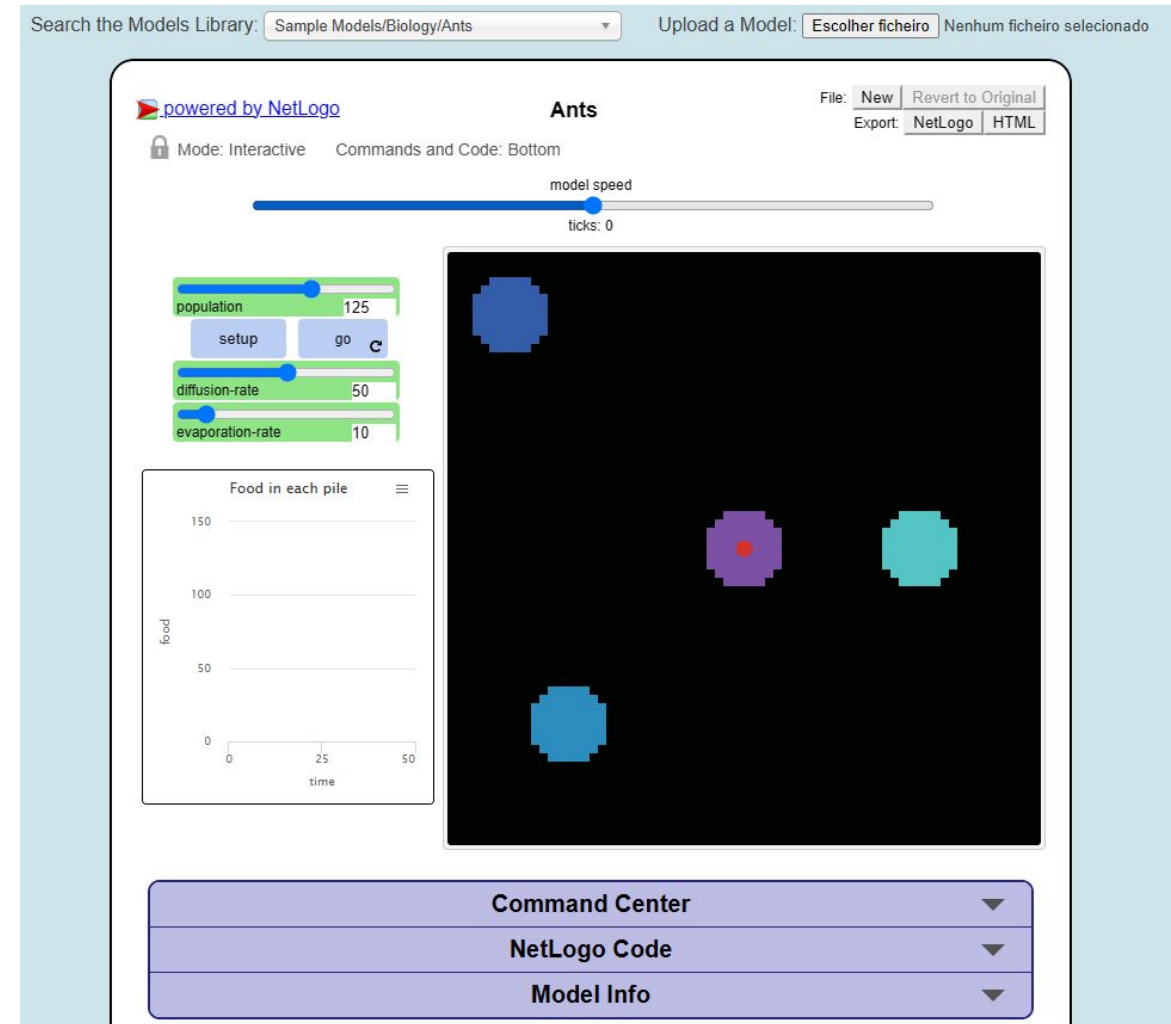 Search the Models Library: Sample Models/Biology/Ants Upload a Model: Escolher ficheiro Nenhum ficheiro selecionado
powered by NetLogo
Ants
File: New Revert to Original
Export: NetLogo HTML
Mode: Interactive Commands and Code: Bottom
model speed
ticks: 0
population 125
setup go
diffusion-rate 50
evaporation-rate 10
Food in each pile
150
100
50
0
food
0 25 50
time
Command Center
NetLogo Code
Model Info